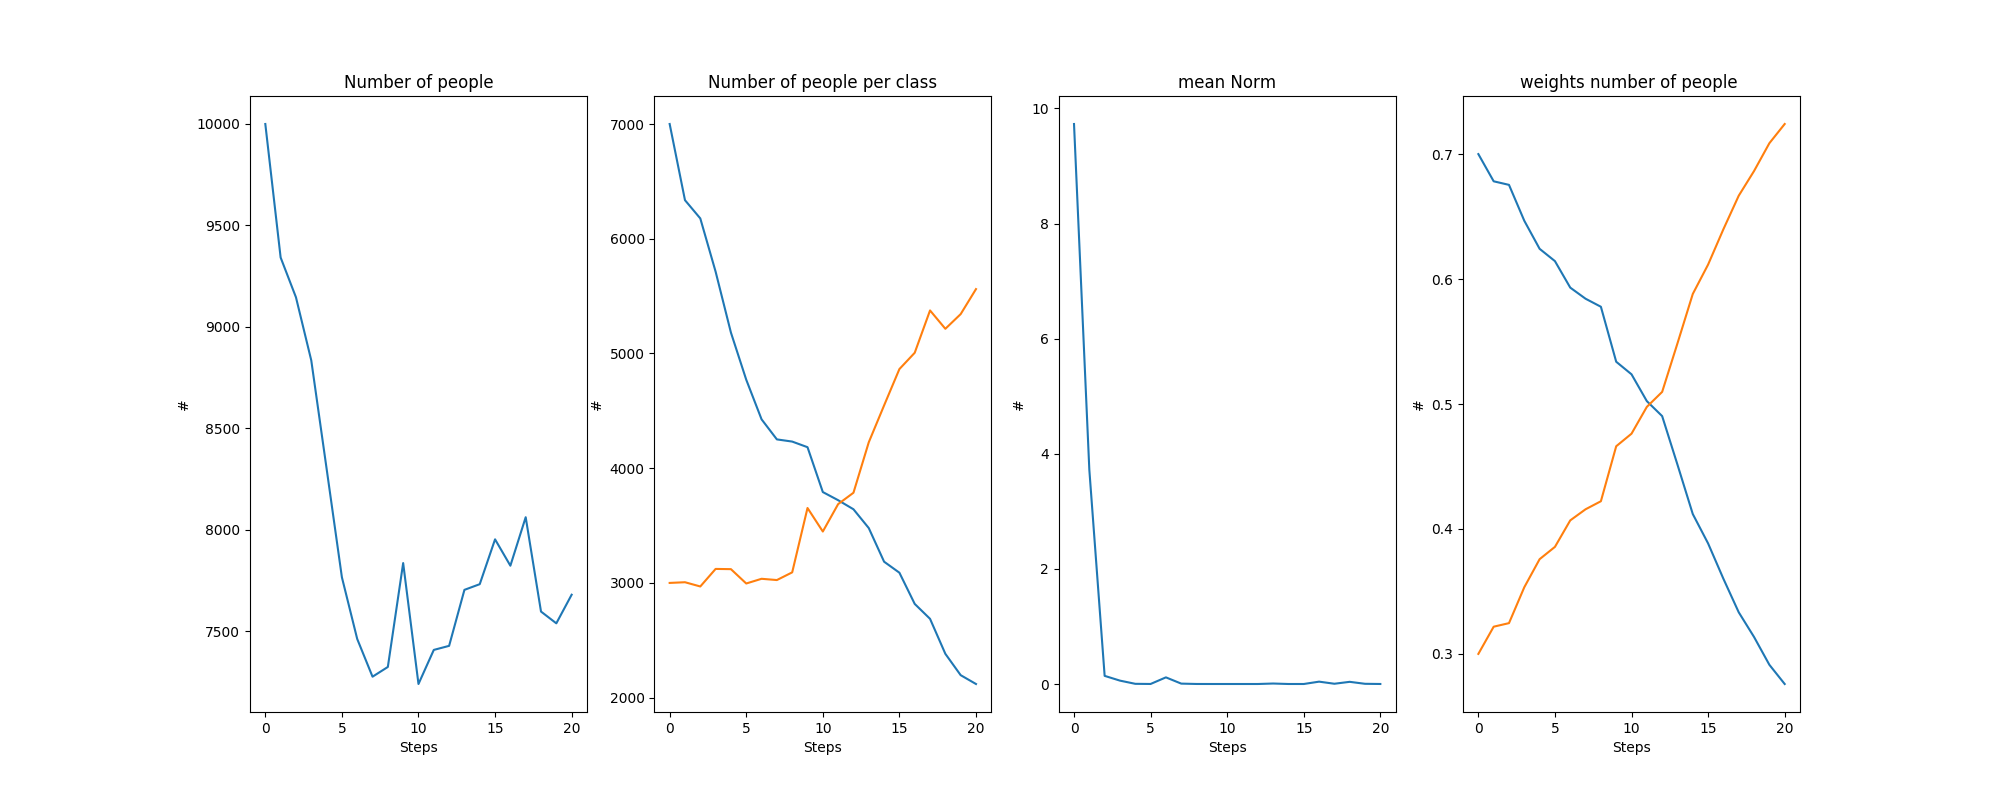 Number of people
10000
9500
9000
8500
8000
7500
#
0 5 10 15 20
Steps
Number of people per class
7000
6000
5000
4000
3000
2000
#
0 5 10 15 20
Steps
mean Norm
10
8
6
4
2
0
#
0 5 10 15 20
Steps
weights number of people
0.7
0.6
0.5
0.4
0.3
#
0 5 10 15 20
Steps